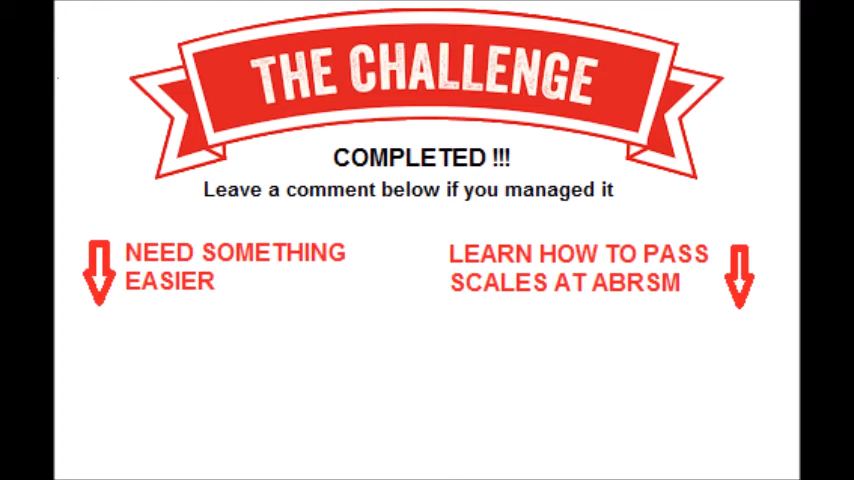 THE CHALLENGE
COMPLETED !!!
Leave a comment below if you managed it
NEED SOMETHING
EASIER
LEARN HOW TO PASS
SCALES AT ABRSM